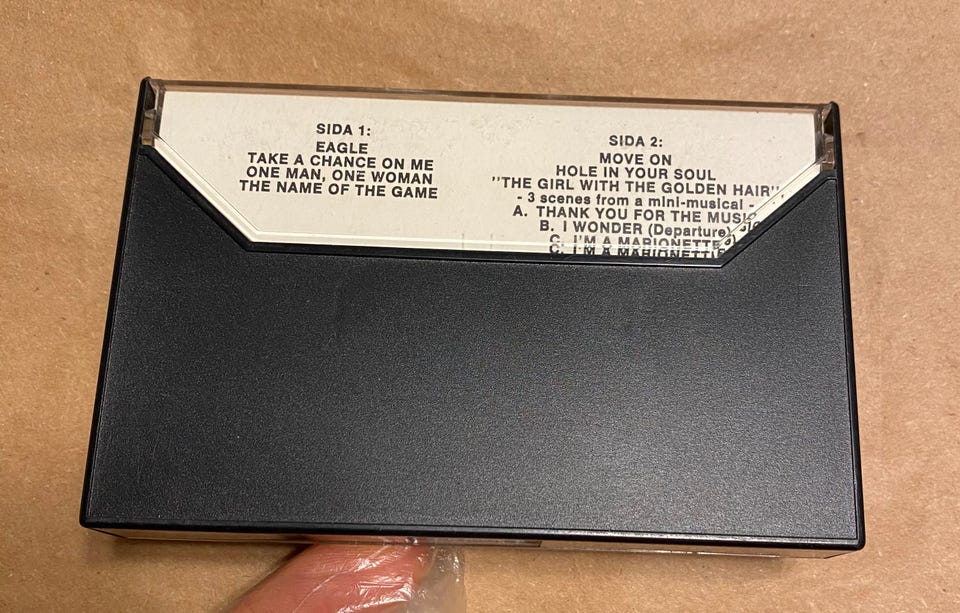 SIDA 1:
EAGLE
TAKE A CHANCE ON ME
ONE MAN, ONE WOMAN
THE NAME OF THE GAME
SIDA 2:
MOVE ON
HOLE IN YOUR SOUL
"THE GIRL WITH THE GOLDEN HAIR"
- 3 scenes from a mini-musical -
A. THANK YOU FOR THE MUSIC
B. I WONDER (Departure)
C. I'M A MARIONETTE